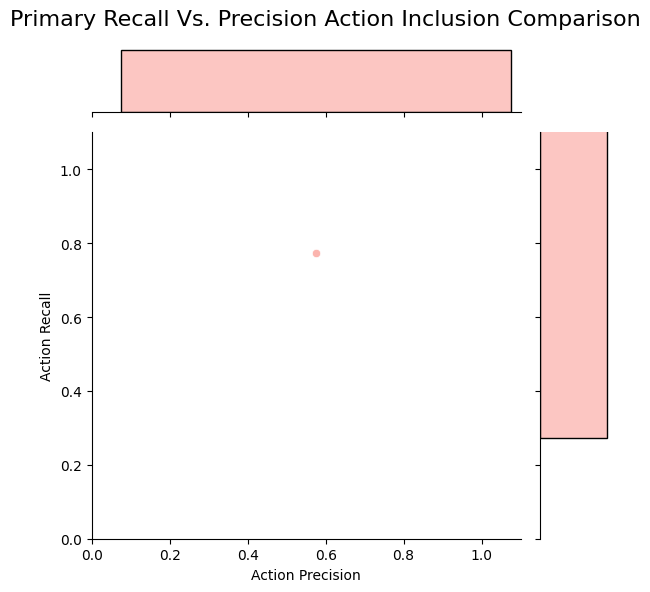 Primary Recall Vs. Precision Action Inclusion Comparison
1.0
0.8
0.6
0.4
0.2
0.0
Action Recall
0.0 0.2 0.4 0.6 0.8 1.0
Action Precision